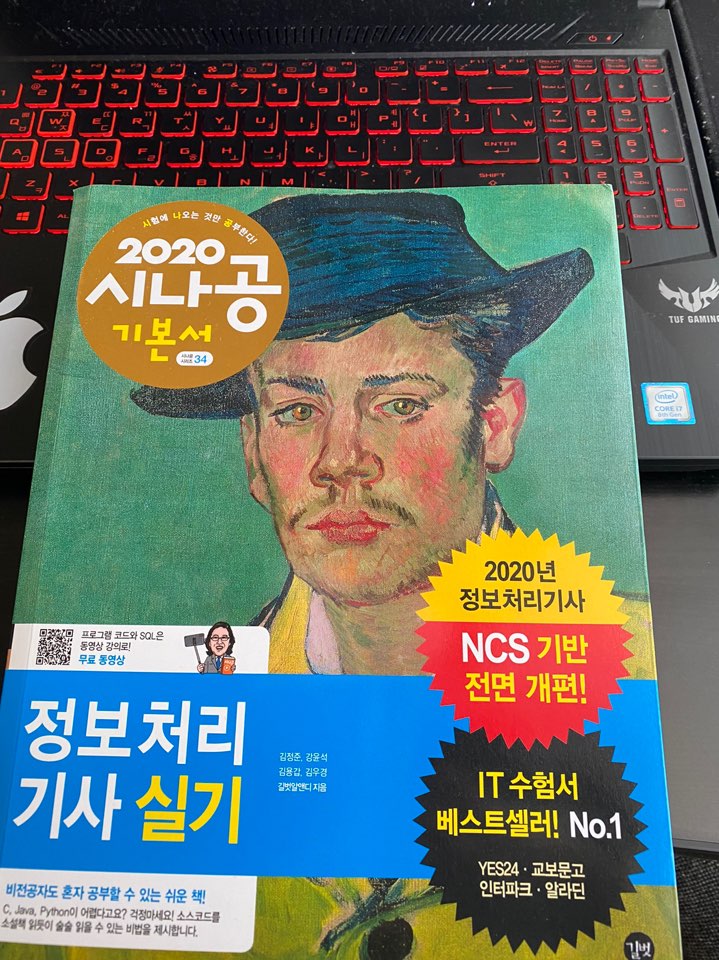 시험에 나오는 것만 공부한다!
2020
시나공
기본서
시나공
시리즈 34
TUF GAMING
intel
CORE i7
8th Gen
2020년
정보처리기사
NCS 기반
전면 개편!
프로그램 코드와 SQL은
동영상 강의로!
무료 동영상
정보처리
기사 실기
김정준, 강윤석
김용갑, 김우경
길벗알앤디 지음
IT 수험서
베스트셀러! No.1
YES24 · 교보문고
인터파크 · 알라딘
비전공자도 혼자 공부할 수 있는 쉬운 책!
C, Java, Python이 어렵다고요? 걱정마세요! 소스코드를
소설책 읽듯이 술술 읽을 수 있는 비법을 제시합니다.
길벗